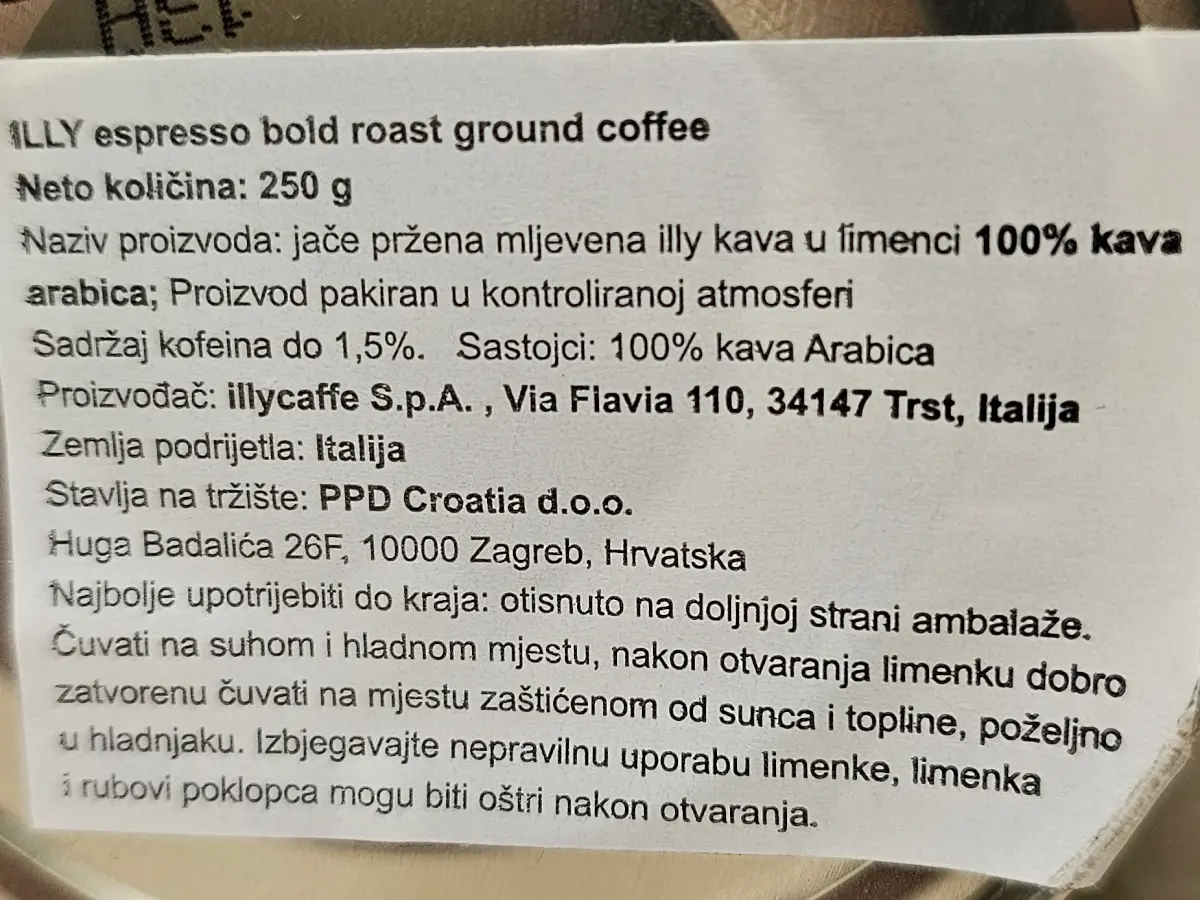 ILLY espresso bold roast ground coffee
Neto količina: 250 g
Naziv proizvoda: jače pržena mljevena illy kava u limenci 100% kava
arabica; Proizvod pakiran u kontroliranoj atmosferi
Sadržaj kofeina do 1,5%. Sastojci: 100% kava Arabica
Proizvođač: illycaffe S.p.A. , Via Flavia 110, 34147 Trst, Italija
Zemlja podrijetla: Italija
Stavlja na tržište: PPD Croatia d.o.o.
Huga Badalića 26F, 10000 Zagreb, Hrvatska
Najbolje upotrijebiti do kraja: otisnuto na doljnjoj strani ambalaže.
Čuvati na suhom i hladnom mjestu, nakon otvaranja limenku dobro
zatvorenu čuvati na mjestu zaštićenom od sunca i topline, poželjno
u hladnjaku. Izbjegavajte nepravilnu uporabu limenke, limenka
i rubovi poklopca mogu biti oštri nakon otvaranja.